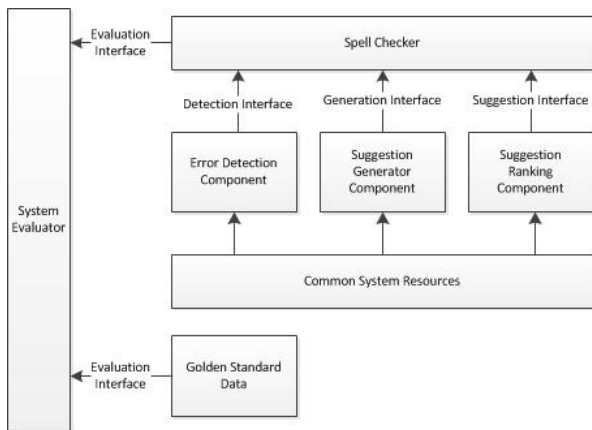 Evaluation
Interface
Spell Checker
Detection Interface
Generation Interface
Suggestion Interface
Error Detection
Component
Suggestion
Generator
Component
Suggestion
Ranking
Component
System
Evaluator
Common System Resources
Evaluation
Interface
Golden Standard
Data